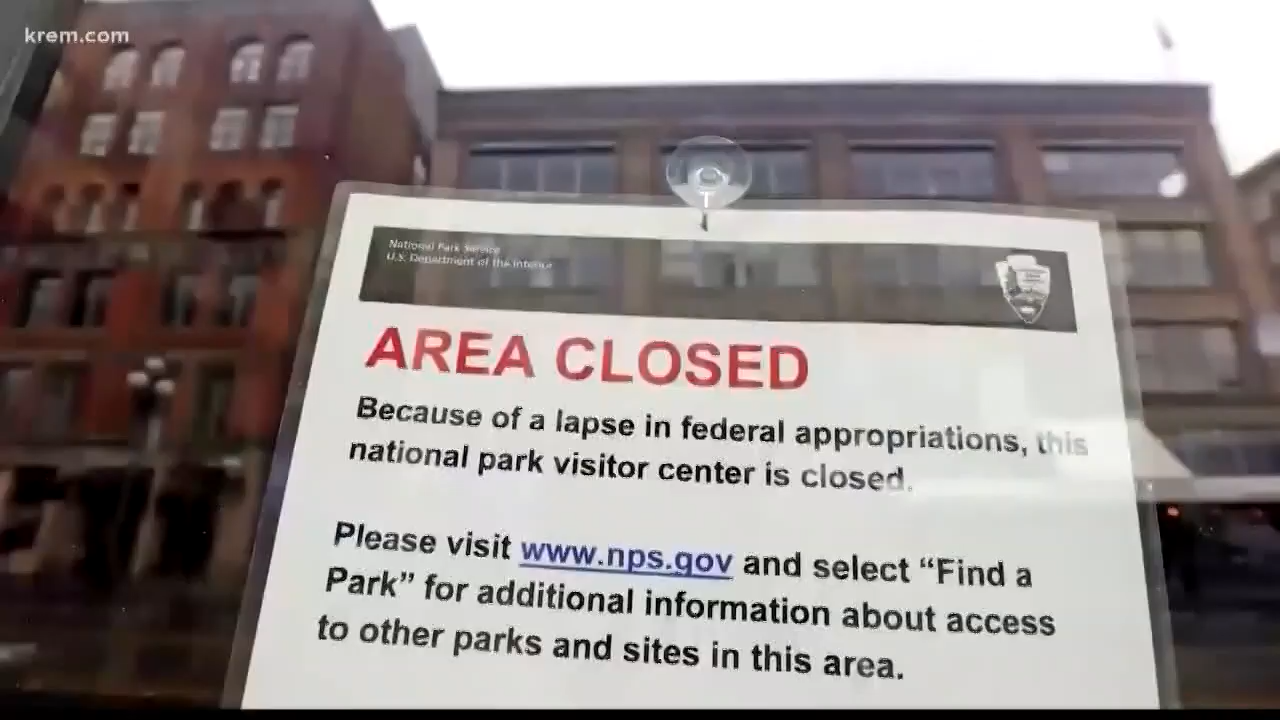 krem.com
National Park Service
U.S. Department of the Interior
AREA CLOSED
Because of a lapse in federal appropriations, this
national park visitor center is closed.
Please visit www.nps.gov and select “Find a
Park” for additional information about access
to other parks and sites in this area.